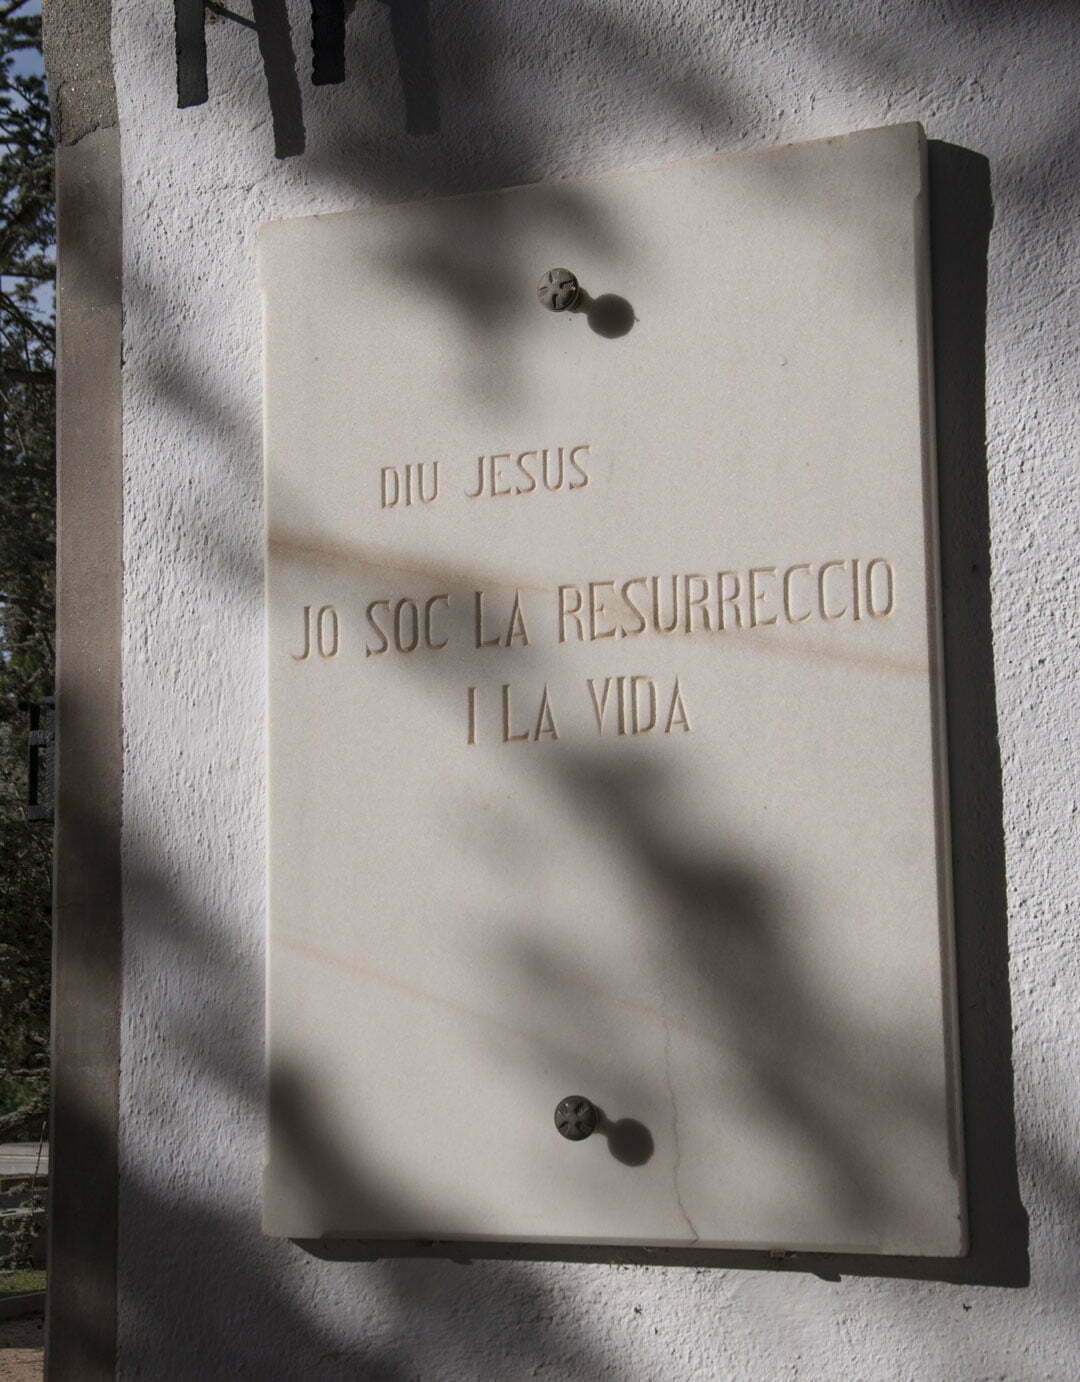 DIU JESUS
JO SOC LA RESURRECCIO
I LA VIDA